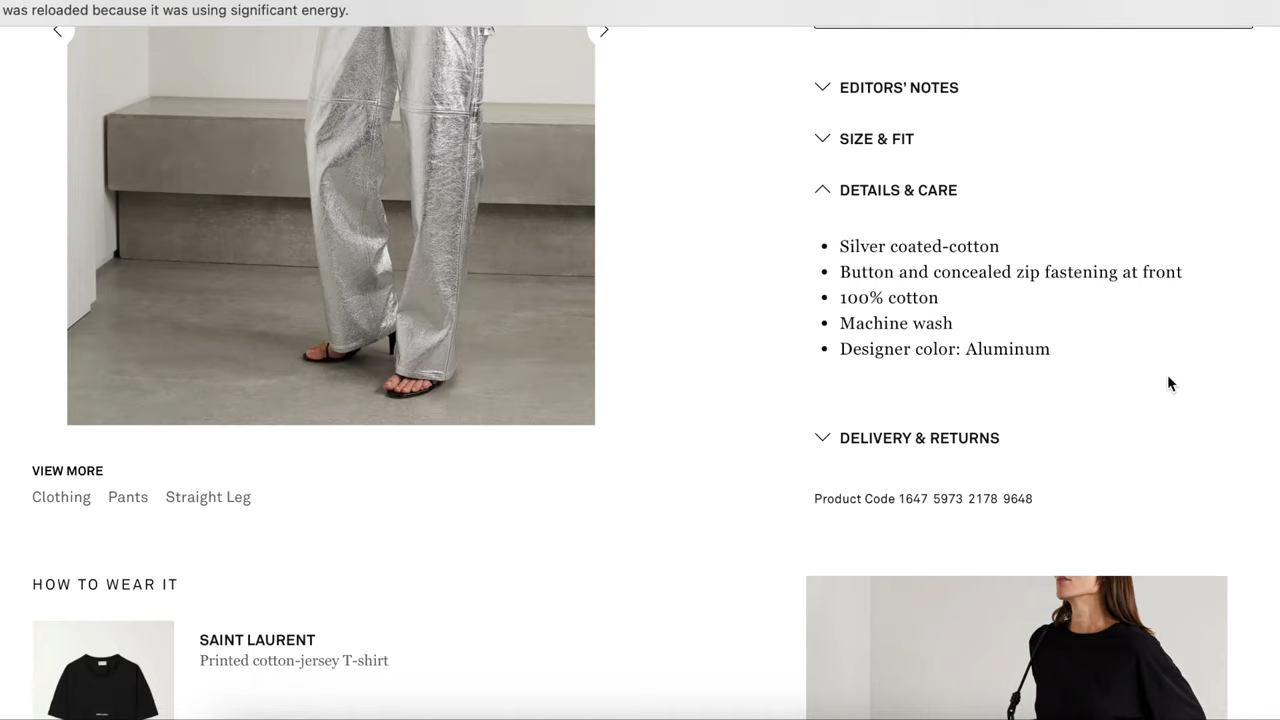 was reloaded because it was using significant energy.
EDITORS’ NOTES
SIZE & FIT
DETAILS & CARE
• Silver coated-cotton
• Button and concealed zip fastening at front
• 100% cotton
• Machine wash
• Designer color: Aluminum
DELIVERY & RETURNS
Product Code 1647 5973 2178 9648
VIEW MORE
Clothing Pants Straight Leg
HOW TO WEAR IT
SAINT LAURENT
Printed cotton-jersey T-shirt